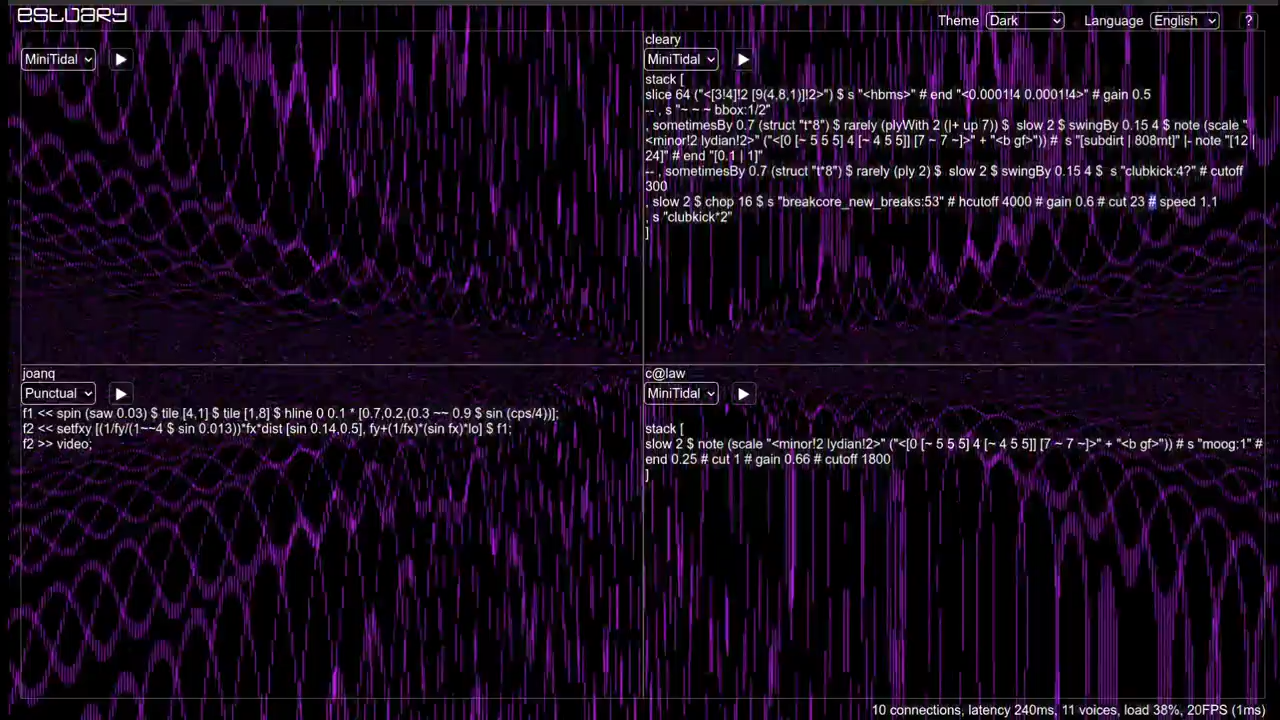 estuary
Theme Dark Language English ?
MiniTidal
cleary
MiniTidal
stack [
slice 64 ("<[3!4]!2 [9(4,8,1)]!2>") $ s "<hbms>" # end "<0.0001!4 0.0001!4>" # gain 0.5
-- , s "~ ~ ~ bbox:1/2"
, sometimesBy 0.7 (struct "t*8") $ rarely (plyWith 2 (|+ up 7)) $  slow 2 $ swingBy 0.15 4 $ note (scale "
<minor!2 lydian!2>" ("<[0 [~ 5 5 5] 4 [~ 4 5 5]] [7 ~ 7 ~]>" + "<b gf>")) #  s "[subdirt | 808mt]" |- note "[12 |
24]" # end "[0.1 | 1]"
-- , sometimesBy 0.7 (struct "t*8") $ rarely (ply 2) $  slow 2 $ swingBy 0.15 4 $  s "clubkick:4?" # cutoff
300
, slow 2 $ chop 16 $ s "breakcore_new_breaks:53" # hcutoff 4000 # gain 0.6 # cut 23 # speed 1.1
, s "clubkick*2"
]
joanq
Punctual
f1 << spin (saw 0.03) $ tile [4,1] $ tile [1,8] $ hline 0 0.1 * [0.7,0.2,(0.3 ~~ 0.9 $ sin (cps/4))];
f2 << setfxy [(1/fy/(1~~4 $ sin 0.013))*fx*dist [sin 0.14,0.5], fy+(1/fx)*(sin fx)*lo] $ f1;
f2 >> video;
c@law
MiniTidal
stack [
slow 2 $ note (scale "<minor!2 lydian!2>" ("<[0 [~ 5 5 5] 4 [~ 4 5 5]] [7 ~ 7 ~]>" + "<b gf>")) # s "moog:1" #
end 0.25 # cut 1 # gain 0.66 # cutoff 1800
]
10 connections, latency 240ms, 11 voices, load 38%, 20FPS (1ms)